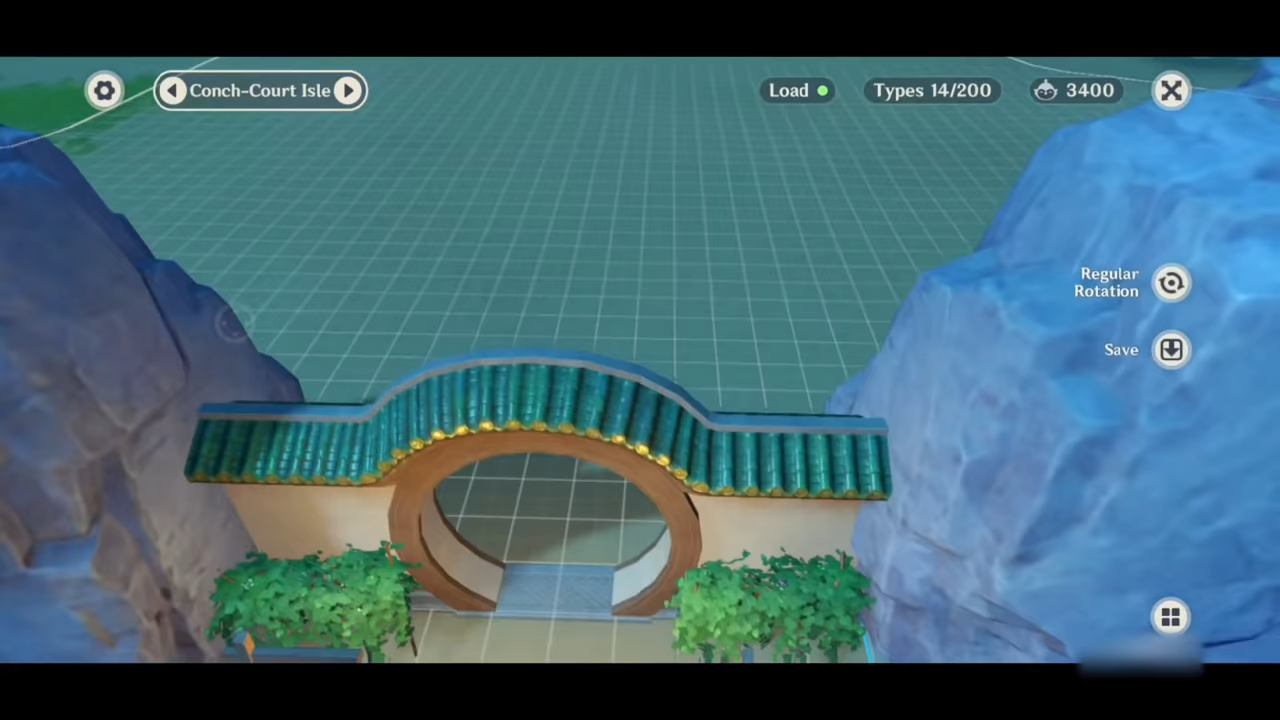 Conch-Court Isle
Load
Types 14/200
3400
Regular
Rotation
Save